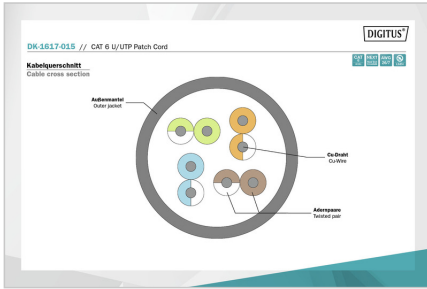 DIGITUS®
DK-1617-015 // CAT 6 U/UTP Patch Cord
Kabelquerschnitt
Cable cross section
Außenmantel
Outer jacket
Cu-Draht
Cu-Wire
Aderspaare
Twisted pair